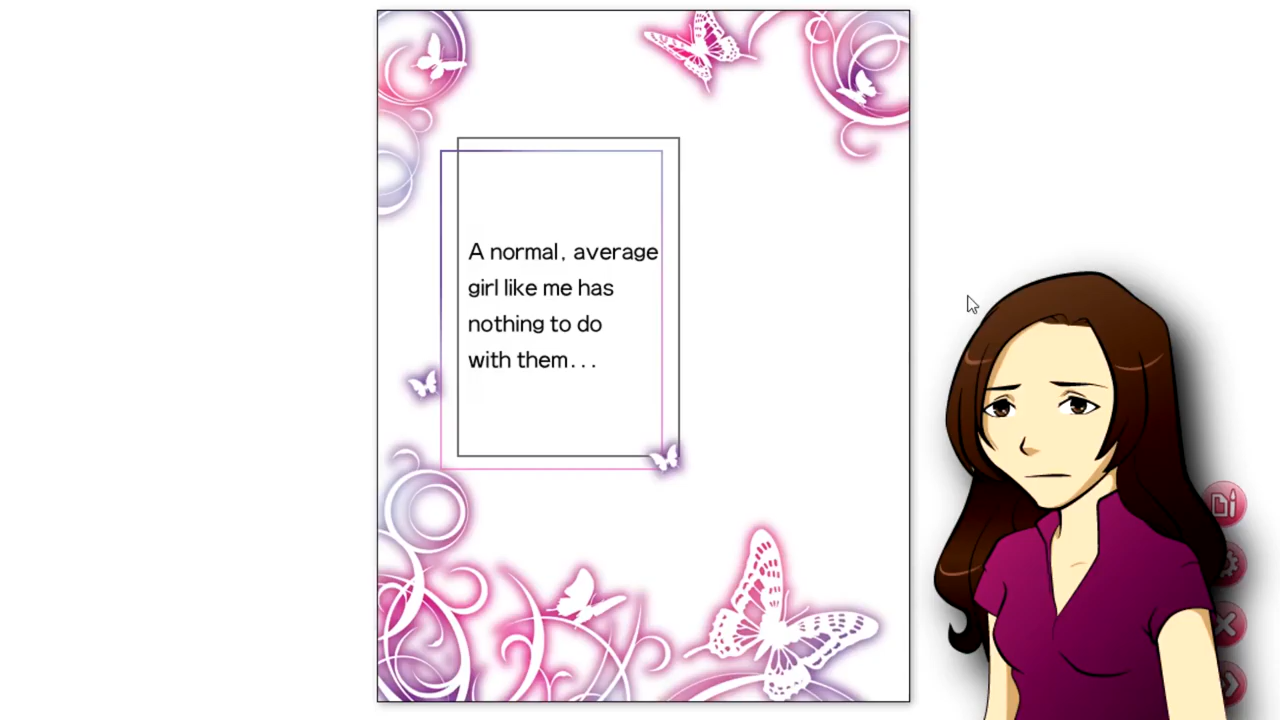 A normal, average
girl like me has
nothing to do
with them...